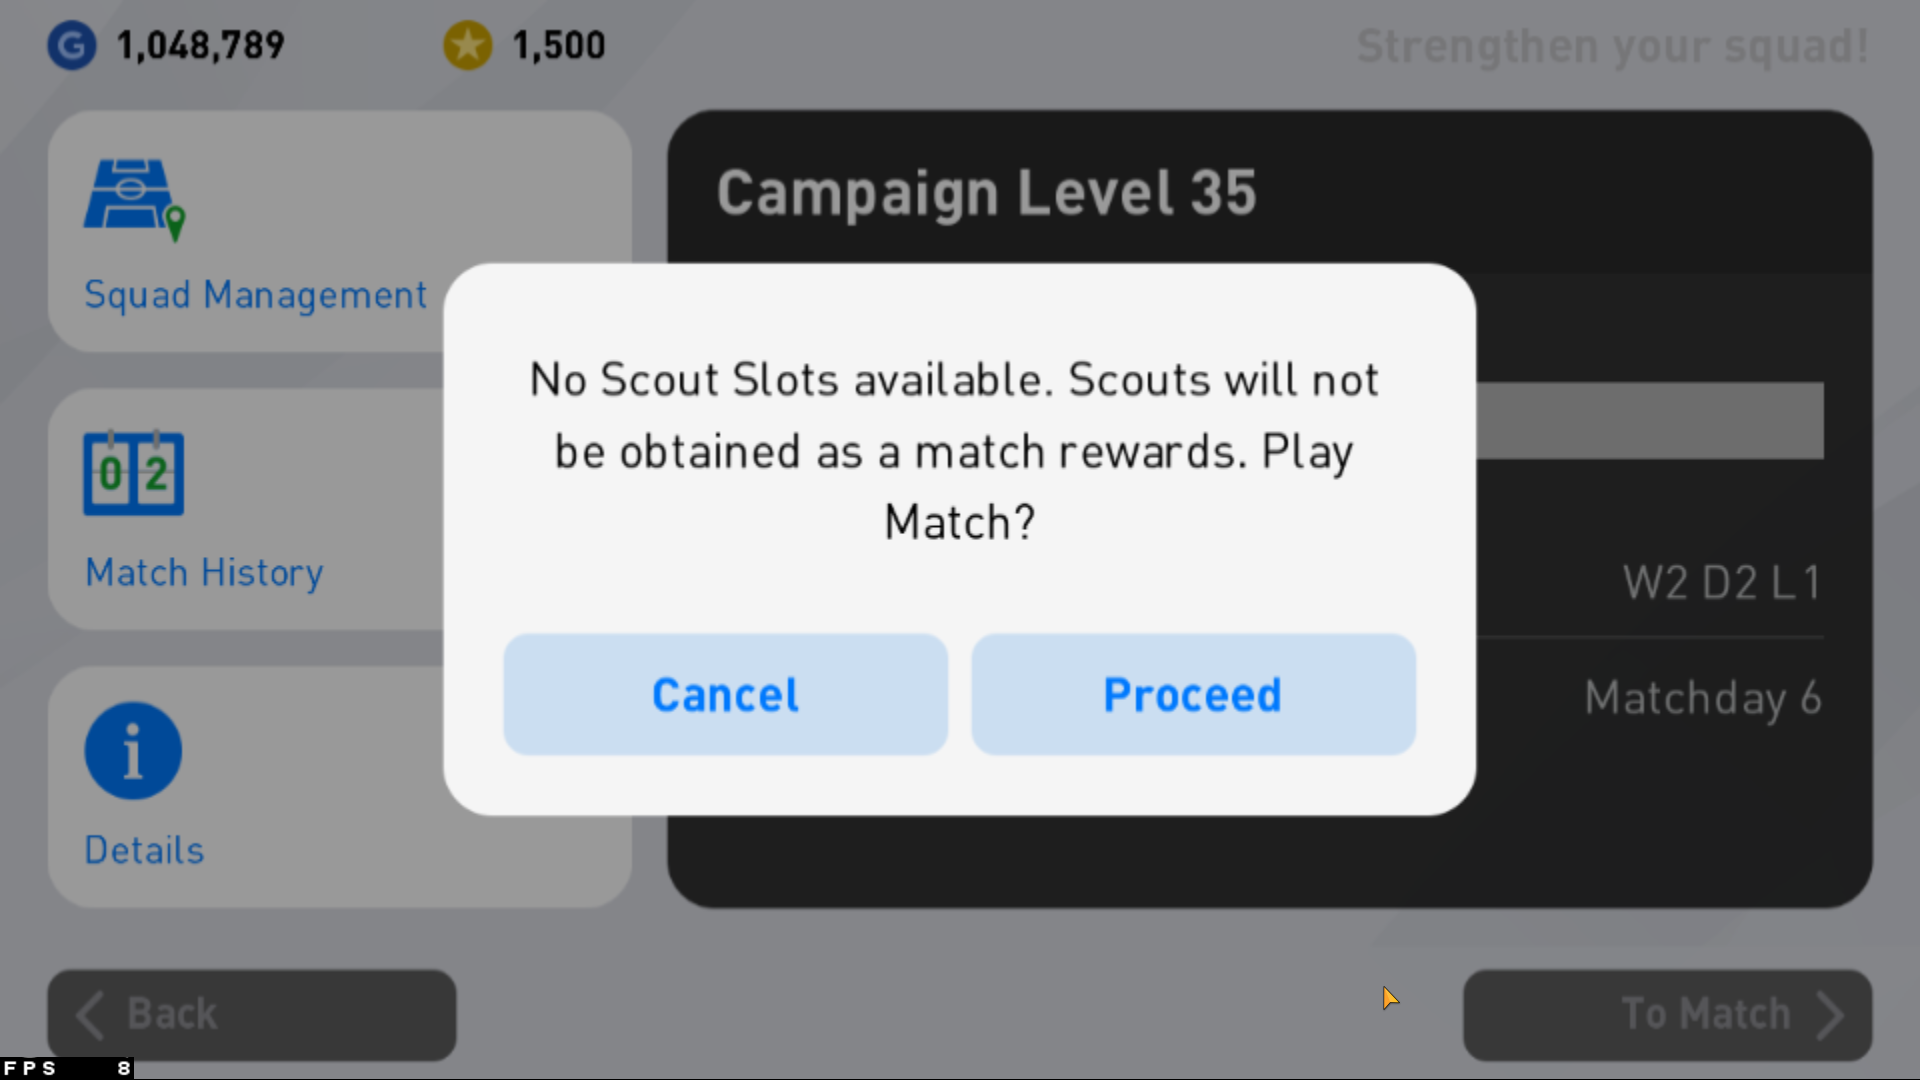 G 1,048,789
1,500
Strengthen your squad!
Squad Management
Campaign Level 35
No Scout Slots available. Scouts will not
be obtained as a match rewards. Play
Match?
0 2
Match History
W2 D2 L1
Cancel
Proceed
Matchday 6
i
Details
Back
To Match
FPS 8